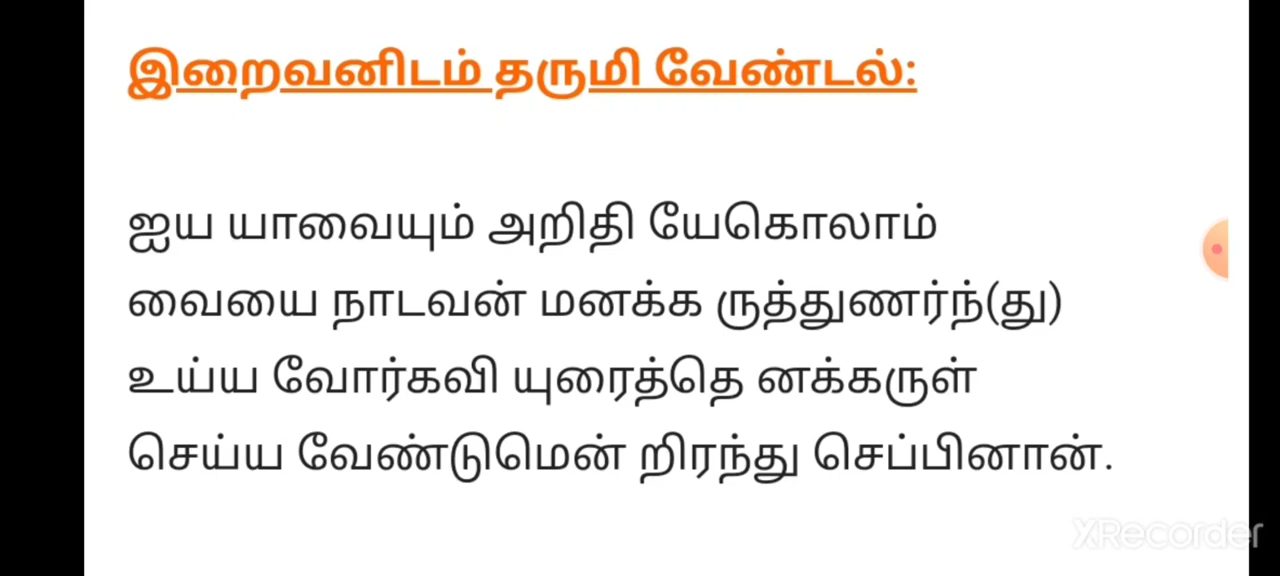 இறைவனிடம் தருமி வேண்டல்:
ஐய யாவையும் அறிதி யேகொலாம்
வையை நாடவன் மனக்க ருத்துணர்ந்(து)
உய்ய வோர்கவி யுரைத்தெ னக்கருள்
செய்ய வேண்டுமென் றிரந்து செப்பினான்.
XRecorder